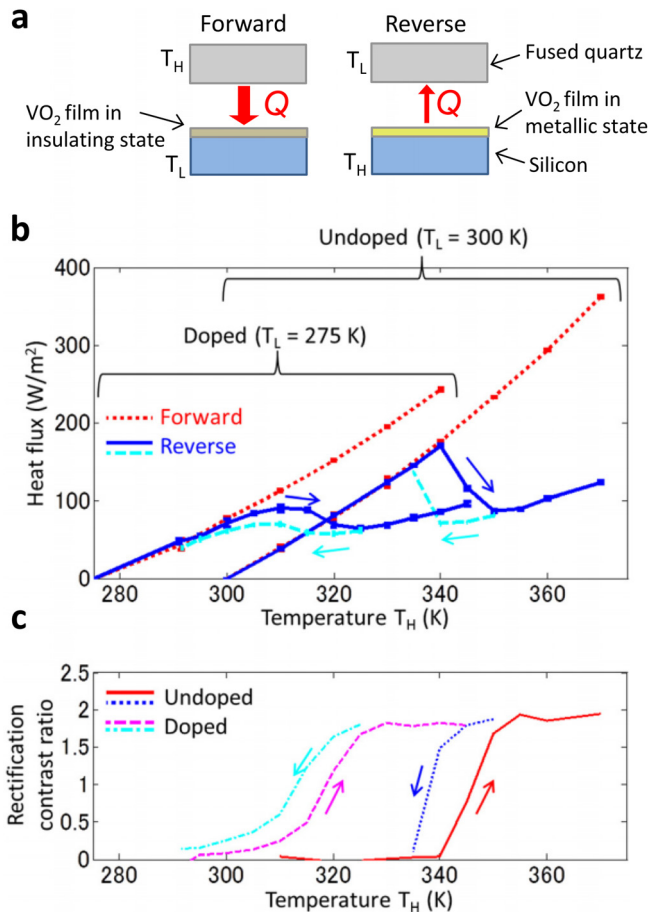 a
Forward
Reverse
T_H
Q
T_L
Q
Fused quartz
VO₂ film in
insulating state
VO₂ film in
metallic state
T_L
T_H
Silicon
b
Undoped (T_L = 300 K)
Doped (T_L = 275 K)
Forward
Reverse
Heat flux (W/m²)
400
300
200
100
0
280
300
320
340
360
Temperature T_H (K)
c
Undoped
Doped
Rectification
contrast ratio
2.5
2
1.5
1
0.5
0
280
300
320
340
360
Temperature T_H (K)